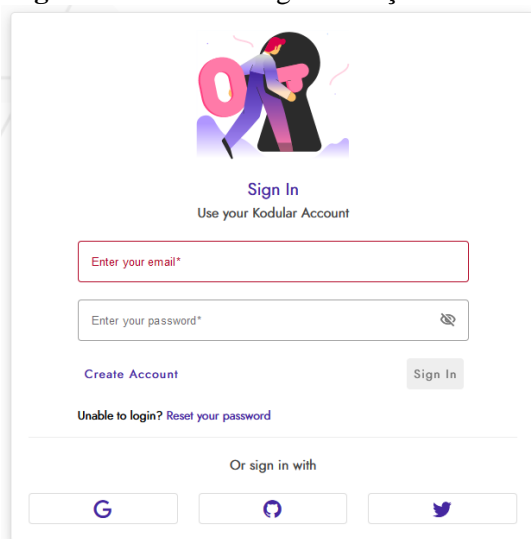 Sign In
Use your Kodular Account
Enter your email*
Enter your password*
Create Account
Sign In
Unable to login? Reset your password
Or sign in with
G